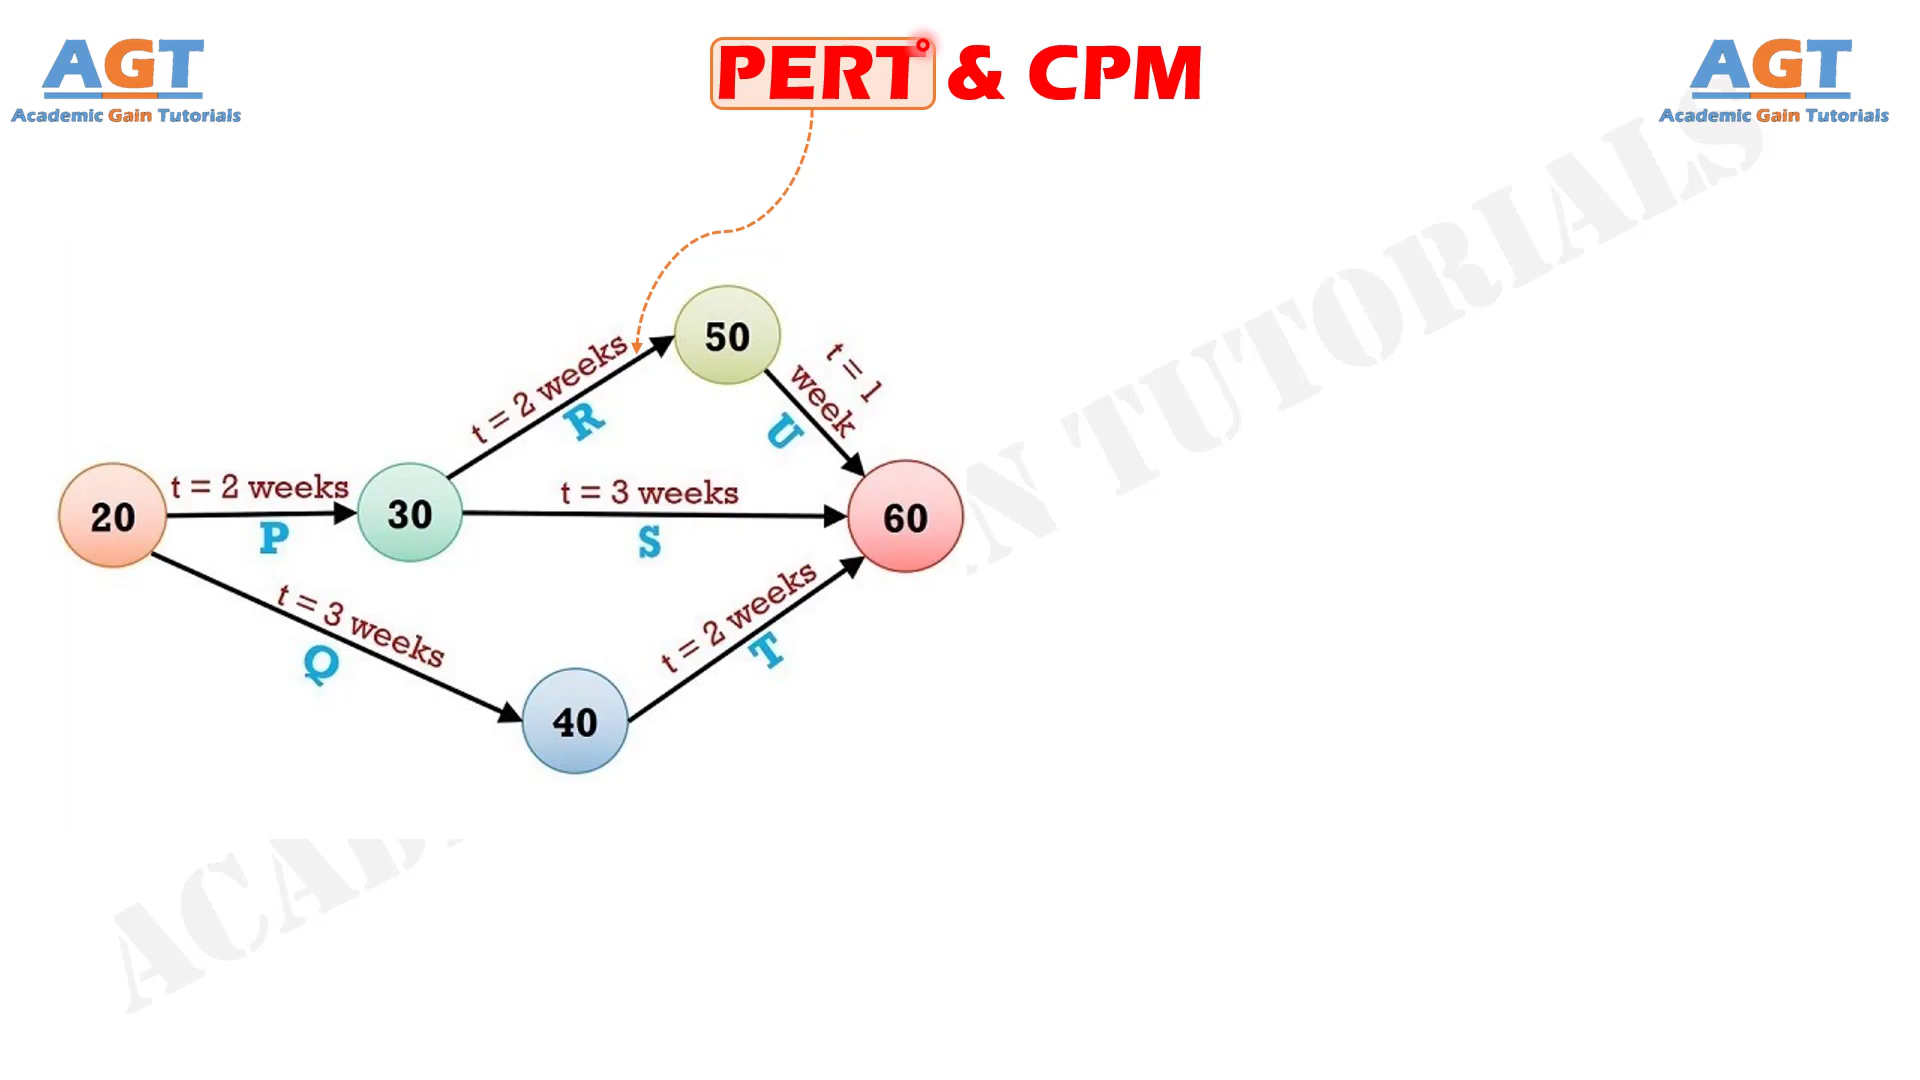 AGT
Academic Gain Tutorials
PERT & CPM
AGT
Academic Gain Tutorials
50
t = 2 weeks
R
t = 1
week
U
20
t = 2 weeks
P
30
t = 3 weeks
S
60
t = 3 weeks
Q
t = 2 weeks
T
40
TUTORIALS